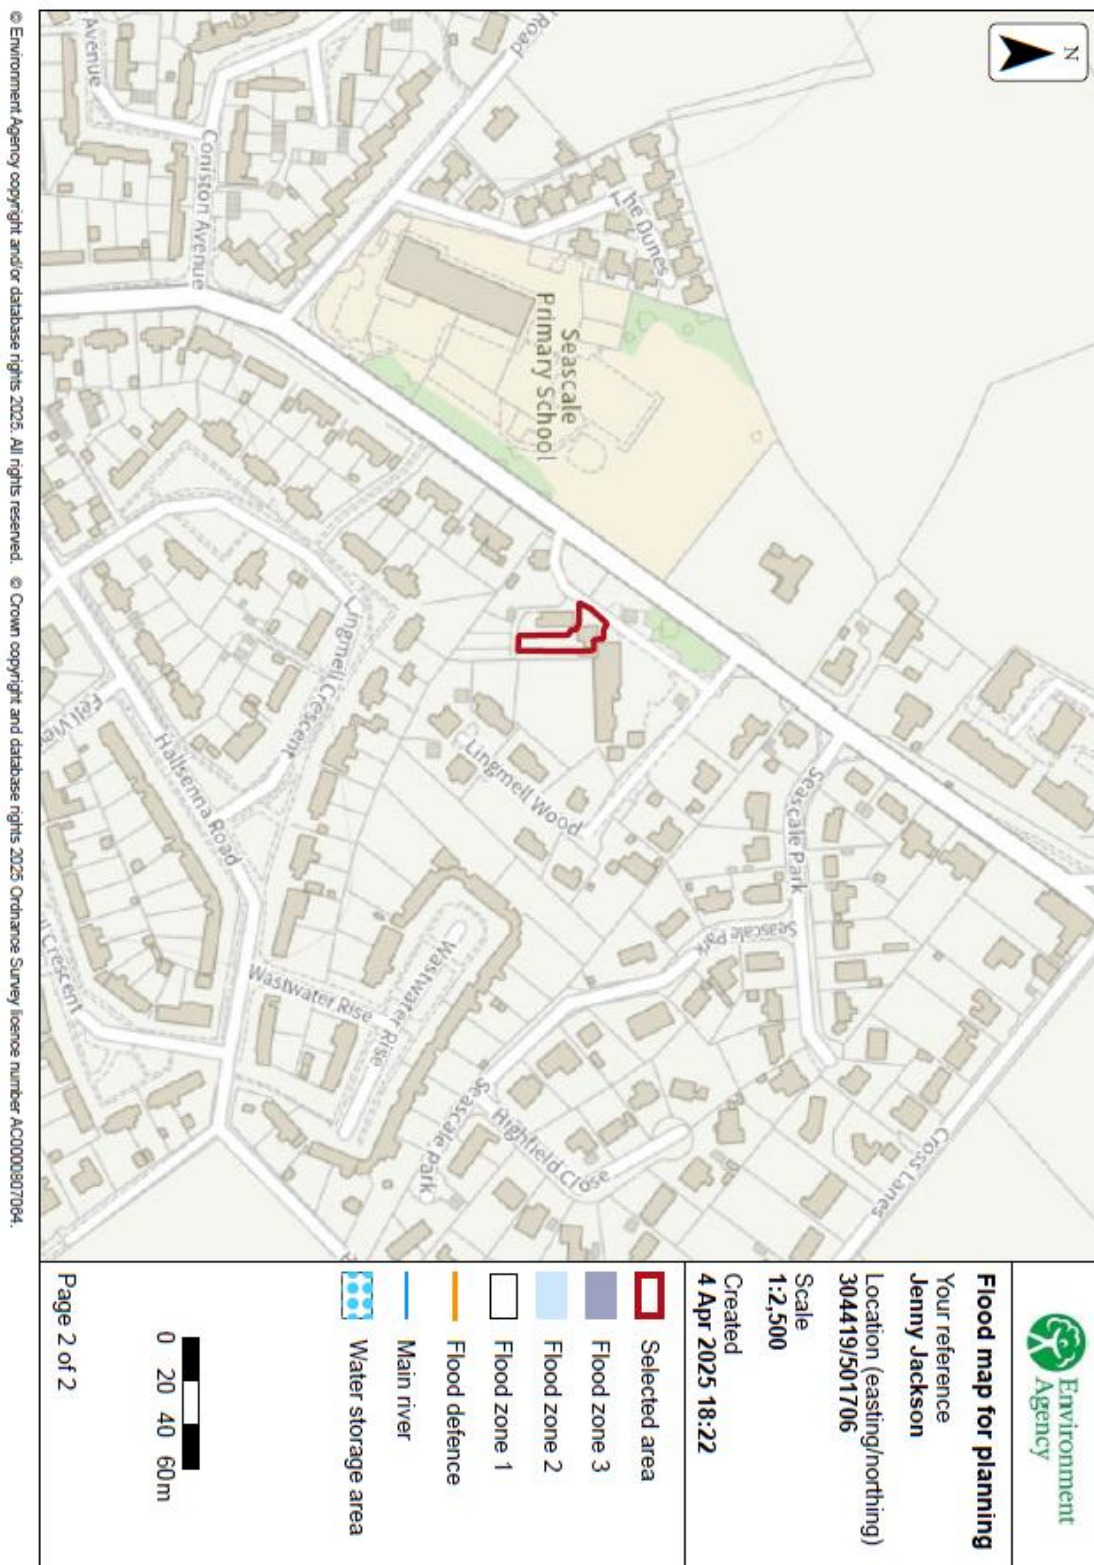 N
Road
Avenue
Coniston Avenue
The Dunes
Seascale
Primary School
Lingmell Crescent
Hallsenna Road
Fell View
Lingmell Wood
Seascale Park
Seascale Park
Wastwater Rise
Wastwater Rise
Seascale Park
Highfield Close
Cross Lanes
ll Crescent
Environment
Agency
Flood map for planning
Your reference
Jenny Jackson
Location (easting/northing)
304419/501706
Scale
1:2,500
Created
4 Apr 2025 18:22
Selected area
Flood zone 3
Flood zone 2
Flood zone 1
Flood defence
Main river
Water storage area
0 20 40 60m
Page 2 of 2
© Environment Agency copyright and/or database rights 2025. All rights reserved. © Crown copyright and database rights 2025 Ordnance Survey licence number AC0000807064.